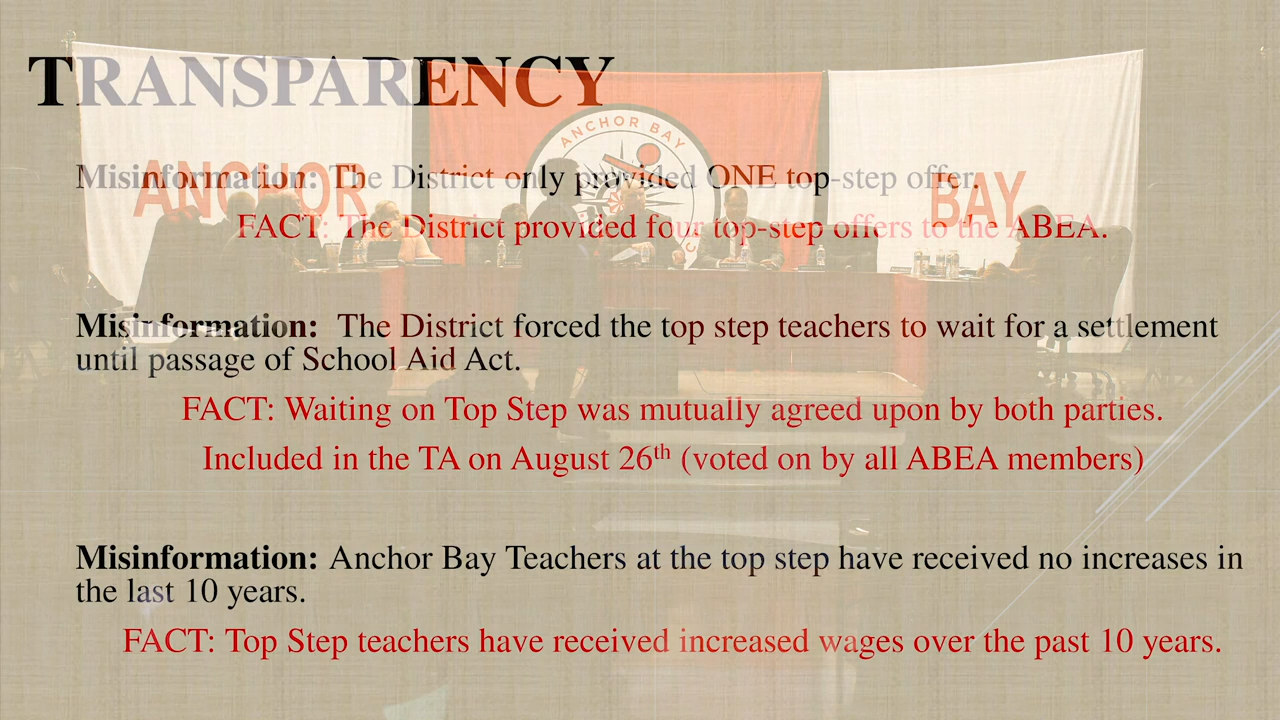 TRANSPARENCY
ANCHOR BAY
ANCHOR
BAY
Misinformation: The District only provided ONE top-step offer.
FACT: The District provided four top-step offers to the ABEA.
Misinformation: The District forced the top step teachers to wait for a settlement
until passage of School Aid Act.
FACT: Waiting on Top Step was mutually agreed upon by both parties.
Included in the TA on August 26th (voted on by all ABEA members)
Misinformation: Anchor Bay Teachers at the top step have received no increases in
the last 10 years.
FACT: Top Step teachers have received increased wages over the past 10 years.